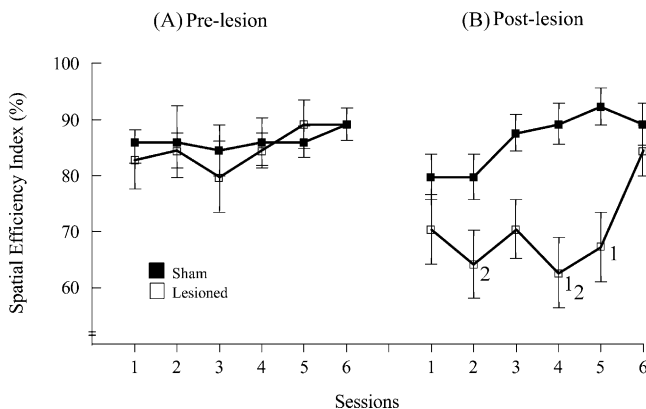 (A) Pre-lesion
(B) Post-lesion
Spatial Efficiency Index (%)
100
90
80
70
60
Sham
Lesioned
2
1
2
1
1 2 3 4 5 6 1 2 3 4 5 6
Sessions